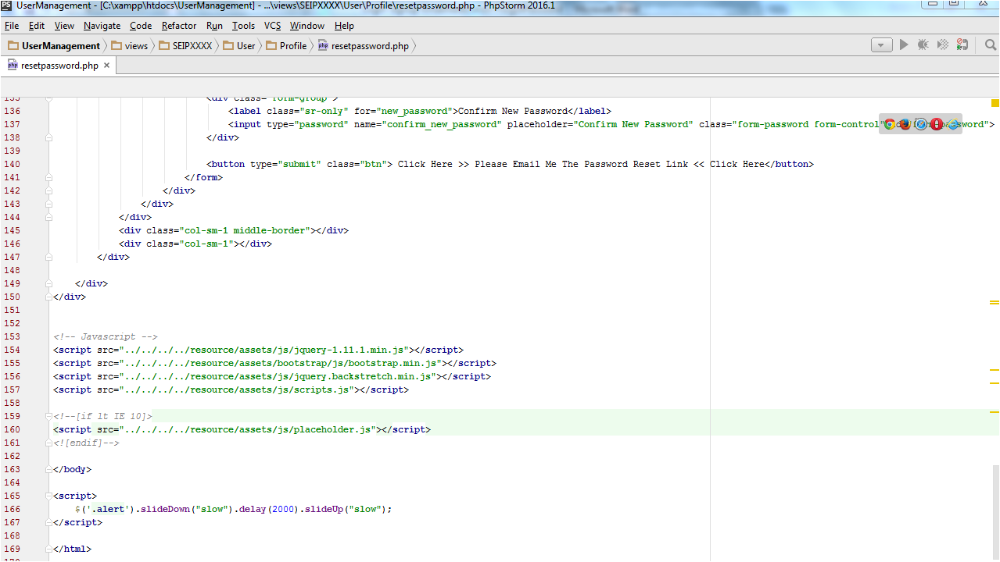 UserManagement - [C:\xampp\htdocs\UserManagement] - ...\views\SEIPXXXX\User\Profile\resetpassword.php - PhpStorm 2016.1
File Edit View Navigate Code Refactor Run Tools VCS Window Help
UserManagement views SEIPXXXX User Profile resetpassword.php
resetpassword.php
135 <div class="form-group">
136 <label class="sr-only" for="new_password">Confirm New Password</label>
137 <input type="password" name="confirm_new_password" placeholder="Confirm New Password" class="form-password form-control"
138 </div>
139
140 <button type="submit" class="btn"> Click Here >> Please Email Me The Password Reset Link << Click Here</button>
141 </form>
142 </div>
143 </div>
144 </div>
145 <div class="col-sm-1 middle-border"></div>
146 <div class="col-sm-1"></div>
147 </div>
148
149 </div>
150 </div>
151
152
153 <!-- Javascript -->
154 <script src="../../../../resource/assets/js/jquery-1.11.1.min.js"></script>
155 <script src="../../../../resource/assets/bootstrap/js/bootstrap.min.js"></script>
156 <script src="../../../../resource/assets/js/jquery.backstretch.min.js"></script>
157 <script src="../../../../resource/assets/js/scripts.js"></script>
158
159 <!--[if lt IE 10]>
160 <script src="../../../../resource/assets/js/placeholder.js"></script>
161 <![endif]-->
162
163 </body>
164
165 <script>
166 $('.alert').slideDown("slow").delay(2000).slideUp("slow");
167 </script>
168
169 </html>